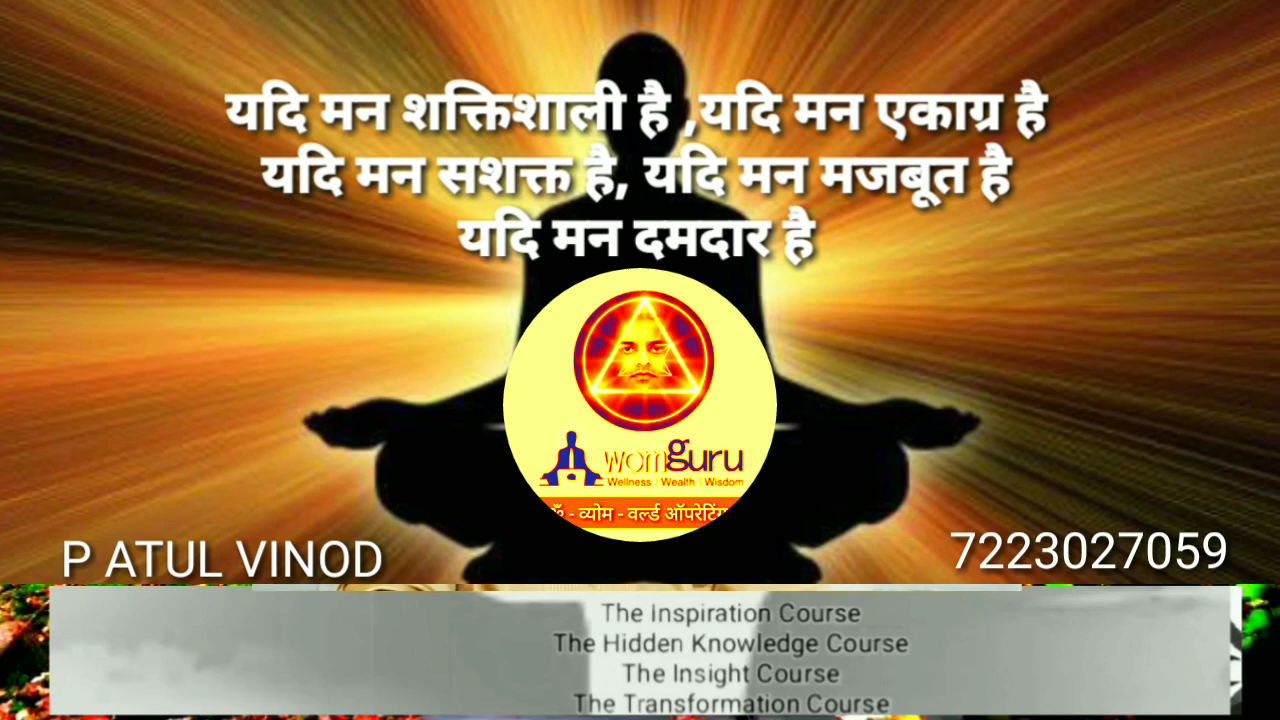 यदि मन शक्तिशाली है ,यदि मन एकाग्र है
यदि मन सशक्त है, यदि मन मजबूत है
यदि मन दमदार है
womguru
Wellness | Wealth | Wisdom
ॐ - व्योम - वर्ल्ड ऑपरेटिंग
P ATUL VINOD
7223027059
The Inspiration Course
The Hidden Knowledge Course
The Insight Course
The Transformation Course